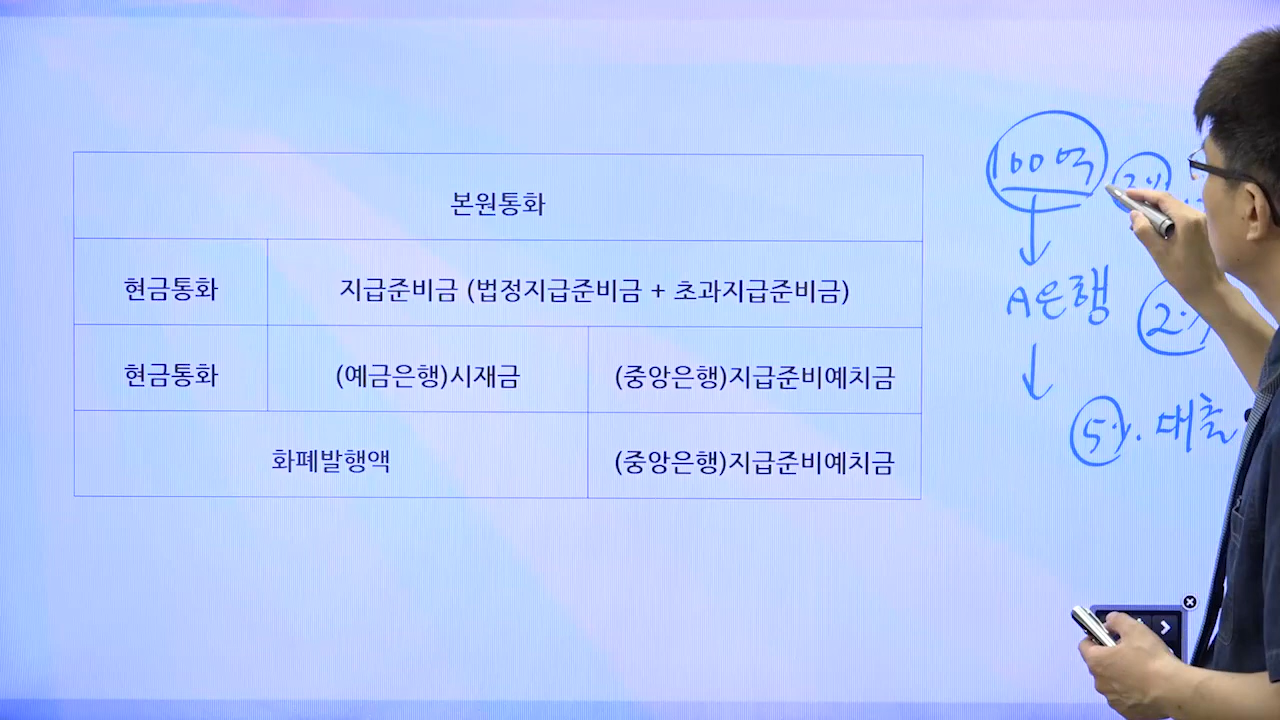 본원통화
현금통화 지급준비금 (법정지급준비금 + 초과지급준비금)
현금통화 (예금은행)시재금 (중앙은행)지급준비예치금
화폐발행액 (중앙은행)지급준비예치금
100억
A은행
5%. 대출